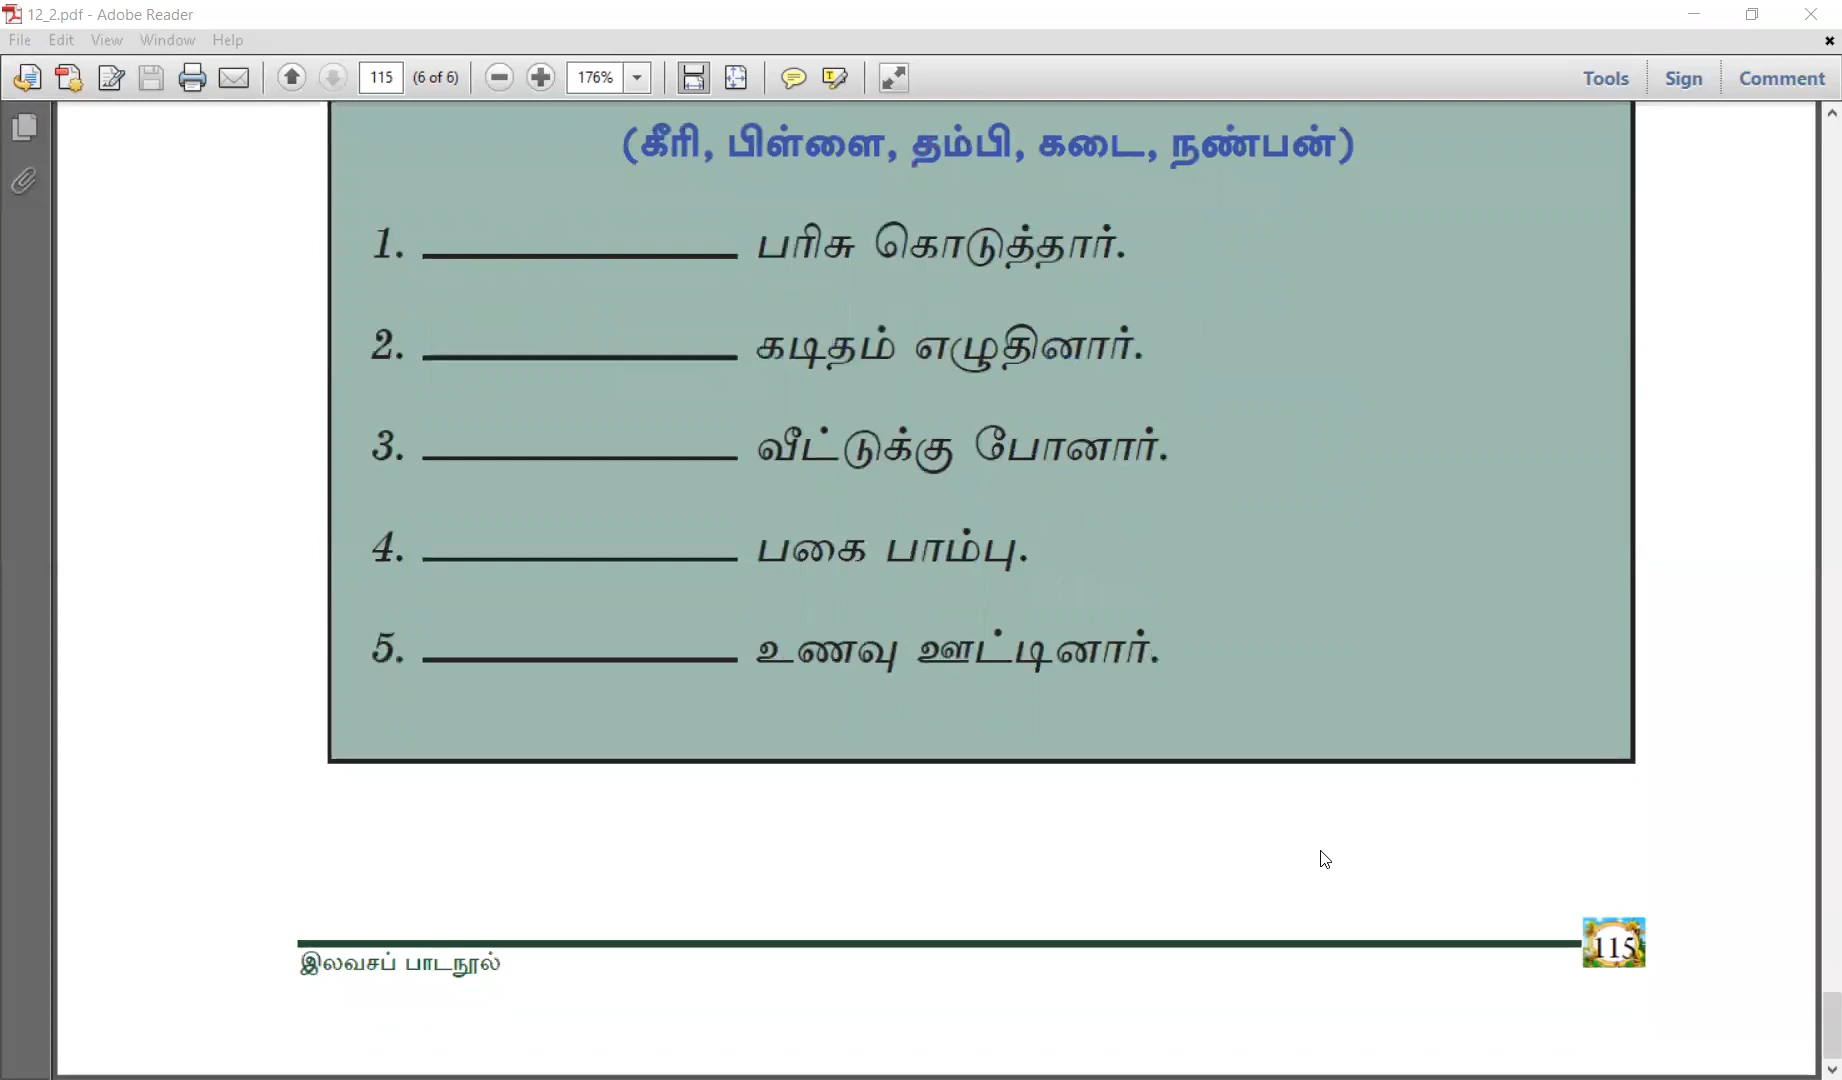 12_2.pdf - Adobe Reader
File Edit View Window Help
115 (6 of 6) 176% Tools Sign Comment
(கீரி, பிள்ளை, தம்பி, கடை, நண்பன்)
1. ____________ பரிசு கொடுத்தார்.
2. ____________ கடிதம் எழுதினார்.
3. ____________ வீட்டுக்கு போனார்.
4. ____________ பகை பாம்பு.
5. ____________ உணவு ஊட்டினார்.
115
இலவசப் பாடநூல்